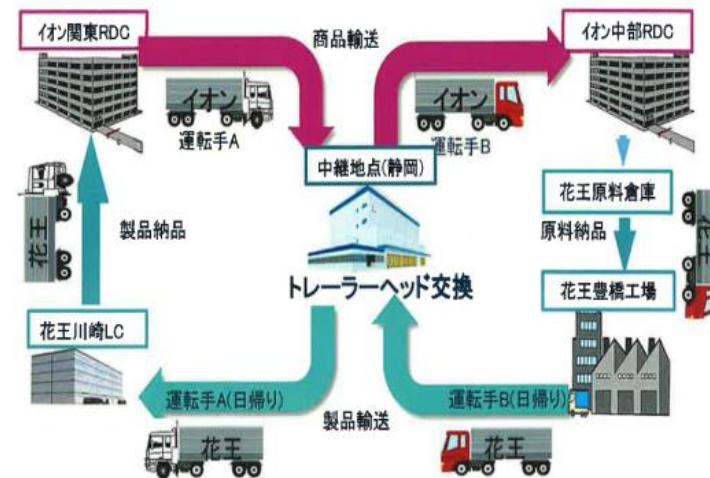 イオン関東RDC
商品輸送
イオン中部RDC
イオン
運転手A
イオン
運転手B
中継地点(静岡)
花王原料倉庫
花王
製品納品
原料納品
花王
トレーラーヘッド交換
花王豊橋工場
花王川崎LC
運転手A(日帰り)
運転手B(日帰り)
製品輸送
花王
花王